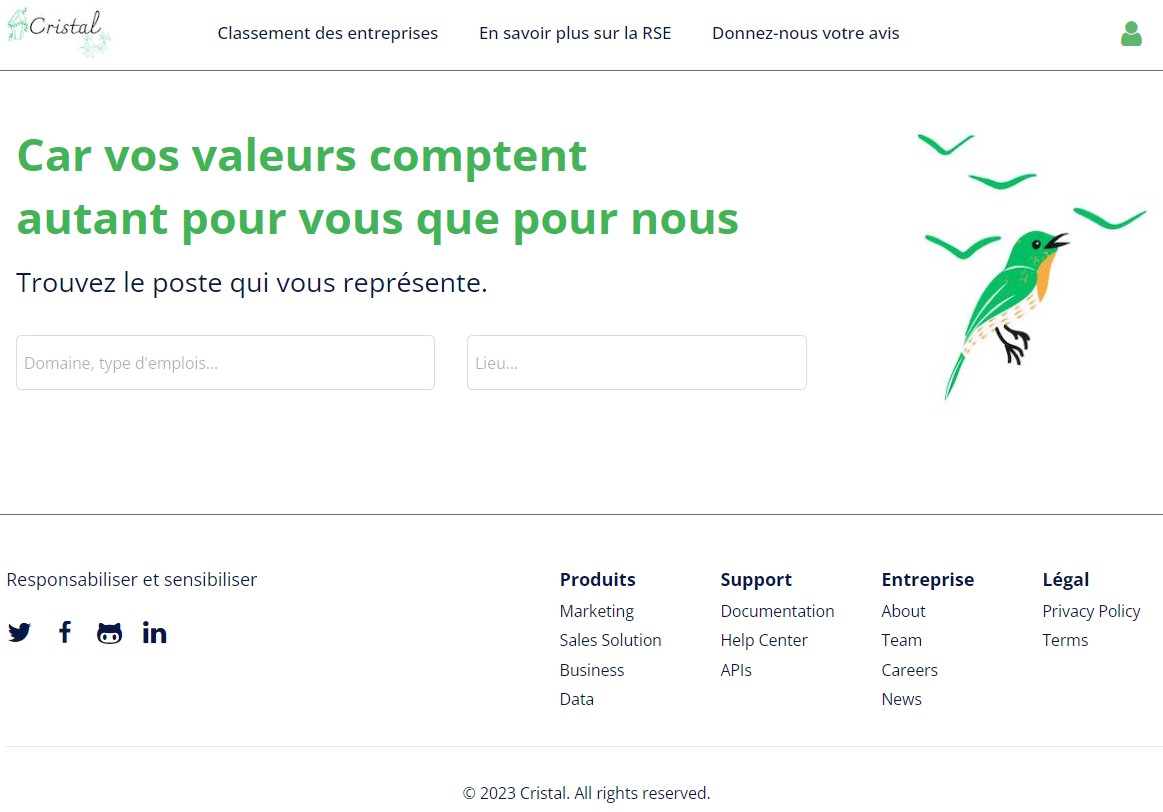 Cristal
Classement des entreprises
En savoir plus sur la RSE
Donnez-nous votre avis
Car vos valeurs comptent
autant pour vous que pour nous
Trouvez le poste qui vous représente.
Domaine, type d'emplois...
Lieu...
Responsabiliser et sensibiliser
Produits
Marketing
Sales Solution
Business
Data
Support
Documentation
Help Center
APIs
Entreprise
About
Team
Careers
News
Légal
Privacy Policy
Terms
© 2023 Cristal. All rights reserved.